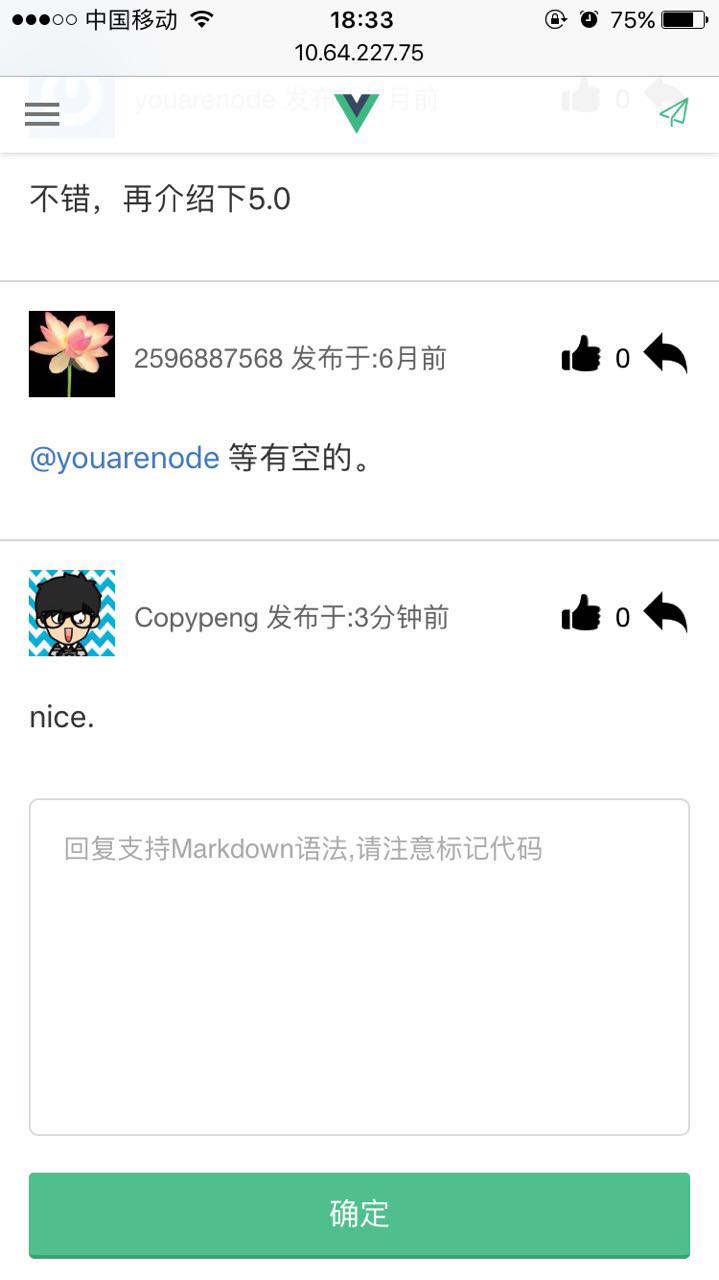 中国移动 18:33 75%
10.64.227.75
youarenode 发布于:6月前 0
不错，再介绍下5.0
2596887568 发布于:6月前 0
@youarenode 等有空的。
Copypeng 发布于:3分钟前 0
nice.
回复支持Markdown语法,请注意标记代码
确定